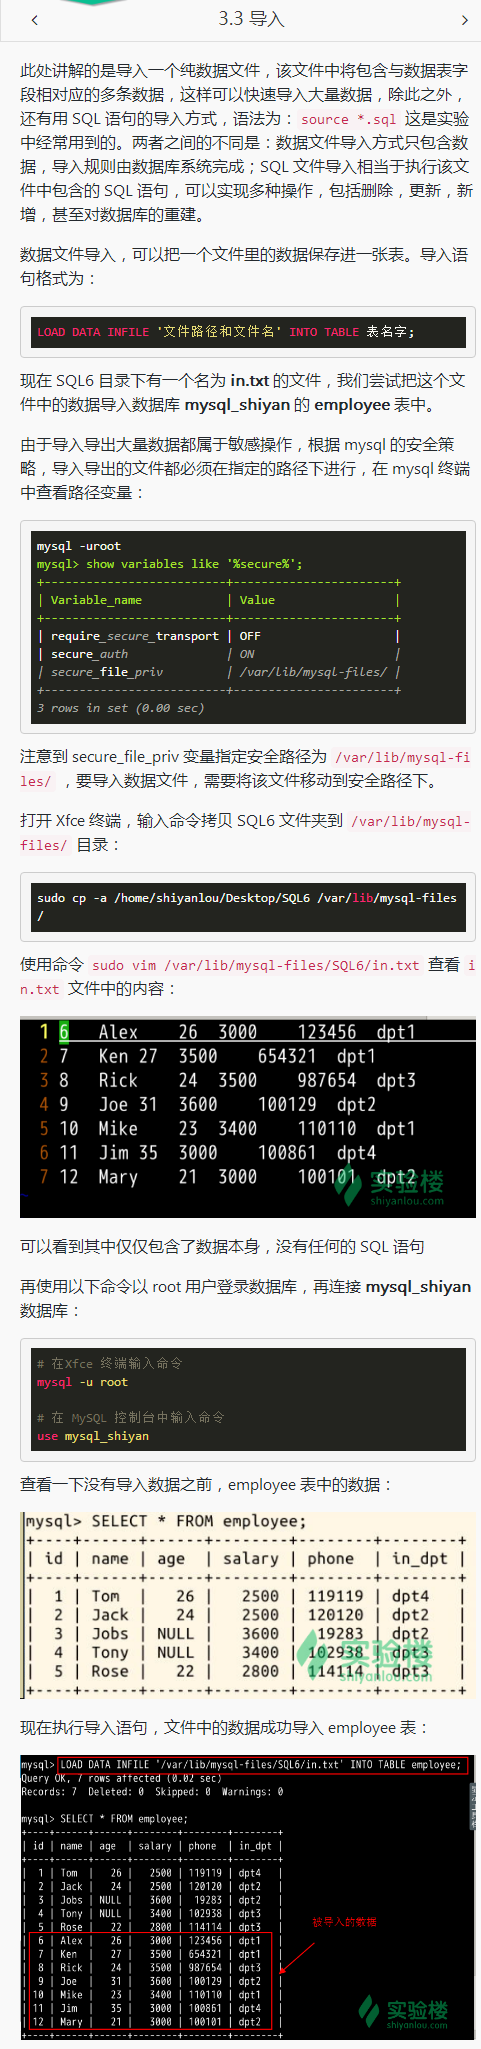 3.3 导入
此处讲解的是导入一个纯数据文件，该文件中将包含与数据表字
段相对应的多条数据，这样可以快速导入大量数据，除此之外，
还有用 SQL 语句的导入方式，语法为：source *.sql 这是实验
中经常用到的。两者之间的不同是：数据文件导入方式只包含数
据，导入规则由数据库系统完成；SQL 文件导入相当于执行该文
件中包含的 SQL 语句，可以实现多种操作，包括删除，更新，新
增，甚至对数据库的重建。
数据文件导入，可以把一个文件里的数据保存进一张表。导入语
句格式为：
LOAD DATA INFILE '文件路径和文件名' INTO TABLE 表名字;
现在 SQL6 目录下有一个名为 in.txt 的文件，我们尝试把这个文
件中的数据导入数据库 mysql_shiyan 的 employee 表中。
由于导入导出大量数据都属于敏感操作，根据 mysql 的安全策
略，导入导出的文件都必须在指定的路径下进行，在 mysql 终端
中查看路径变量：
mysql -uroot
mysql> show variables like '%secure%';
+--------------------------+-----------------------+
| Variable_name            | Value                 |
+--------------------------+-----------------------+
| require_secure_transport | OFF                   |
| secure_auth              | ON                    |
| secure_file_priv         | /var/lib/mysql-files/ |
+--------------------------+-----------------------+
3 rows in set (0.00 sec)
注意到 secure_file_priv 变量指定安全路径为 /var/lib/mysql-fi
les/ ，要导入数据文件，需要将该文件移动到安全路径下。
打开 Xfce 终端，输入命令拷贝 SQL6 文件夹到 /var/lib/mysql-
files/ 目录：
sudo cp -a /home/shiyanlou/Desktop/SQL6 /var/lib/mysql-files
/
使用命令 sudo vim /var/lib/mysql-files/SQL6/in.txt 查看 i
n.txt 文件中的内容：
1 6 Alex 26 3000 123456 dpt1
2 7 Ken 27 3500 654321 dpt1
3 8 Rick 24 3500 987654 dpt3
4 9 Joe 31 3600 100129 dpt2
5 10 Mike 23 3400 110110 dpt1
6 11 Jim 35 3000 100861 dpt4
7 12 Mary 21 3000 100101 dpt2
实验楼
shiyanlou.com
可以看到其中仅仅包含了数据本身，没有任何的 SQL 语句
再使用以下命令以 root 用户登录数据库，再连接 mysql_shiyan
数据库：
# 在Xfce 终端输入命令
mysql -u root
# 在 MySQL 控制台中输入命令
use mysql_shiyan
查看一下没有导入数据之前，employee 表中的数据：
mysql> SELECT * FROM employee;
+----+------+------+--------+--------+--------+
| id | name | age  | salary | phone  | in_dpt |
+----+------+------+--------+--------+--------+
|  1 | Tom  |   26 |   2500 | 119119 | dpt4
|  2 | Jack |   24 |   2500 | 120120 | dpt2
|  3 | Jobs | NULL |   3600 |  19283 | dpt2
|  4 | Tony | NULL |   3400 | 102938 | dpt3
|  5 | Rose |   22 |   2800 | 114114 | dpt3
+----+------+------+--------+--------+--------+
实验楼
shiyanlou.com
现在执行导入语句，文件中的数据成功导入 employee 表：
mysql> LOAD DATA INFILE '/var/lib/mysql-files/SQL6/in.txt' INTO TABLE employee;
Query OK, 7 rows affected (0.02 sec)
Records: 7  Deleted: 0  Skipped: 0  Warnings: 0
mysql> SELECT * FROM employee;
+----+------+------+--------+--------+--------+
| id | name | age  | salary | phone  | in_dpt |
+----+------+------+--------+--------+--------+
|  1 | Tom  |   26 |   2500 | 119119 | dpt4   |
|  2 | Jack |   24 |   2500 | 120120 | dpt2   |
|  3 | Jobs | NULL |   3600 |  19283 | dpt2   |
|  4 | Tony | NULL |   3400 | 102938 | dpt3   |
|  5 | Rose |   22 |   2800 | 114114 | dpt3   |
|  6 | Alex |   26 |   3000 | 123456 | dpt1   |
|  7 | Ken  |   27 |   3500 | 654321 | dpt1   |
|  8 | Rick |   24 |   3500 | 987654 | dpt3   |
|  9 | Joe  |   31 |   3600 | 100129 | dpt2   |
| 10 | Mike |   23 |   3400 | 110110 | dpt1   |
| 11 | Jim  |   35 |   3000 | 100861 | dpt4   |
| 12 | Mary |   21 |   3000 | 100101 | dpt2   |
+----+------+------+--------+--------+--------+
被导入的数据
实验楼
shiyanlou.com